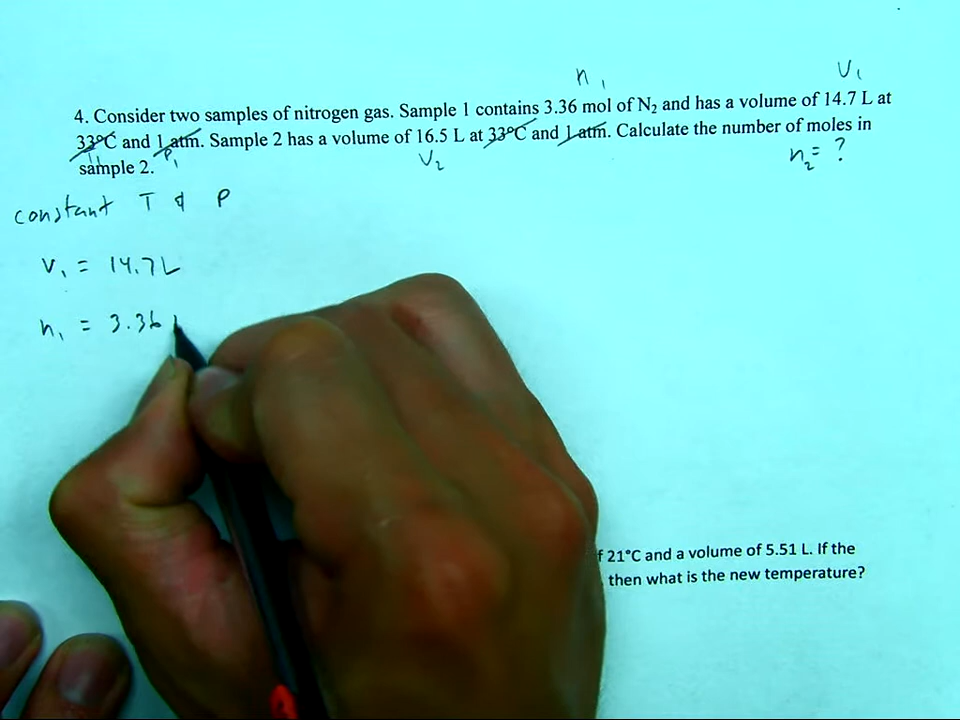 n₁ V₁
4. Consider two samples of nitrogen gas. Sample 1 contains 3.36 mol of N₂ and has a volume of 14.7 L at
33°C and 1 atm. Sample 2 has a volume of 16.5 L at 33°C and 1 atm. Calculate the number of moles in
P₁ V₂ n₂ = ?
sample 2.
constant T & P
V₁ = 14.7 L
n₁ = 3.36
f 21°C and a volume of 5.51 L. If the
then what is the new temperature?